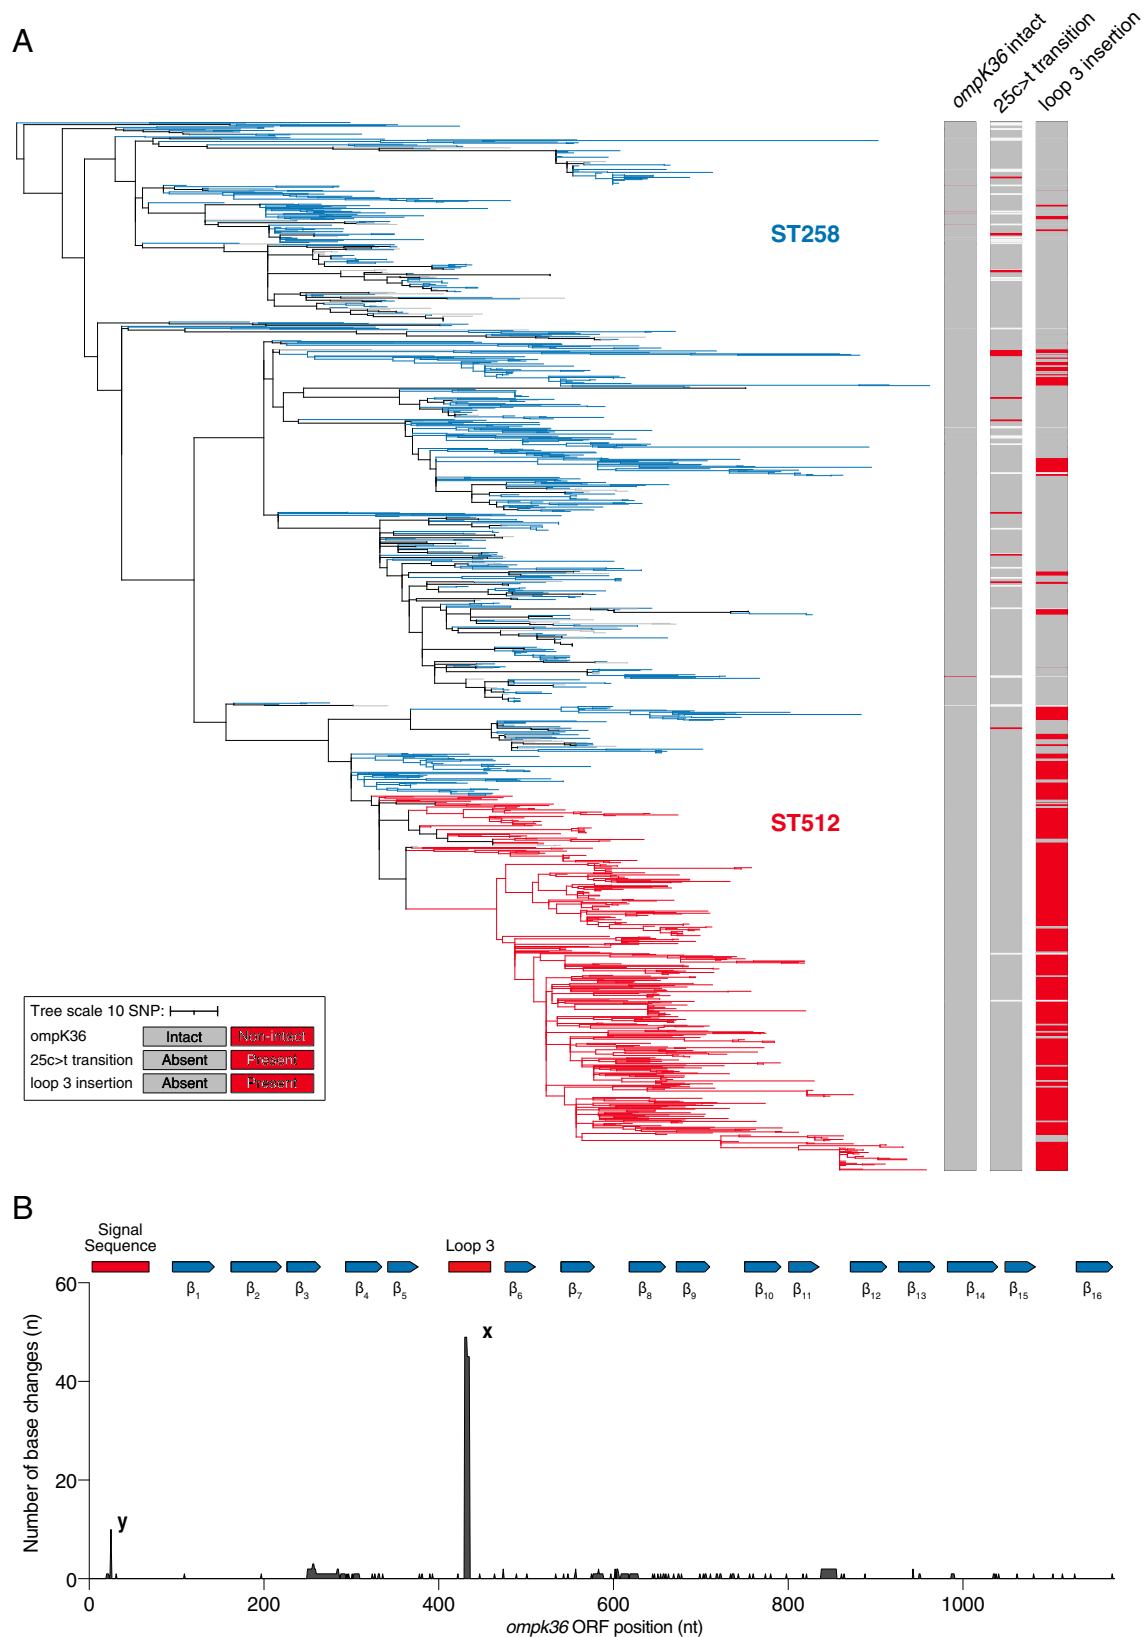 A
ompK36 intact
25c>t transition
loop 3 insertion
ST258
ST512
Tree scale 10 SNP:
ompK36
Intact
Non-intact
25c>t transition
Absent
Present
loop 3 insertion
Absent
Present
B
Signal
Sequence
Loop 3
β1 β2 β3 β4 β5 β6 β7 β8 β9 β10 β11 β12 β13 β14 β15 β16
Number of base changes (n)
60
40
20
0
x
y
0 200 400 600 800 1000
ompk36 ORF position (nt)